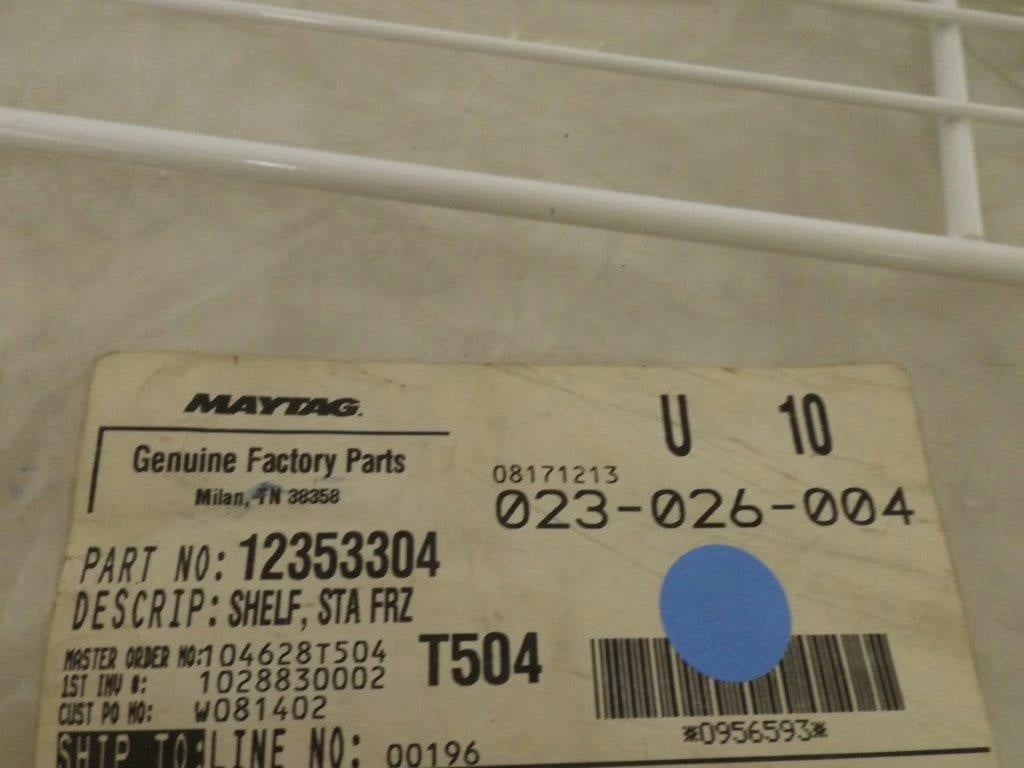 MAYTAG.
Genuine Factory Parts
Milan, TN 38358
U 10
08171213
023-026-004
PART NO: 12353304
DESCRIP: SHELF, STA FRZ
MASTER ORDER NO: 104628T504
1ST INV #: 1028830002
CUST PO NO: W081402
T504
*0956593*
SHIP TO: LINE NO: 00196